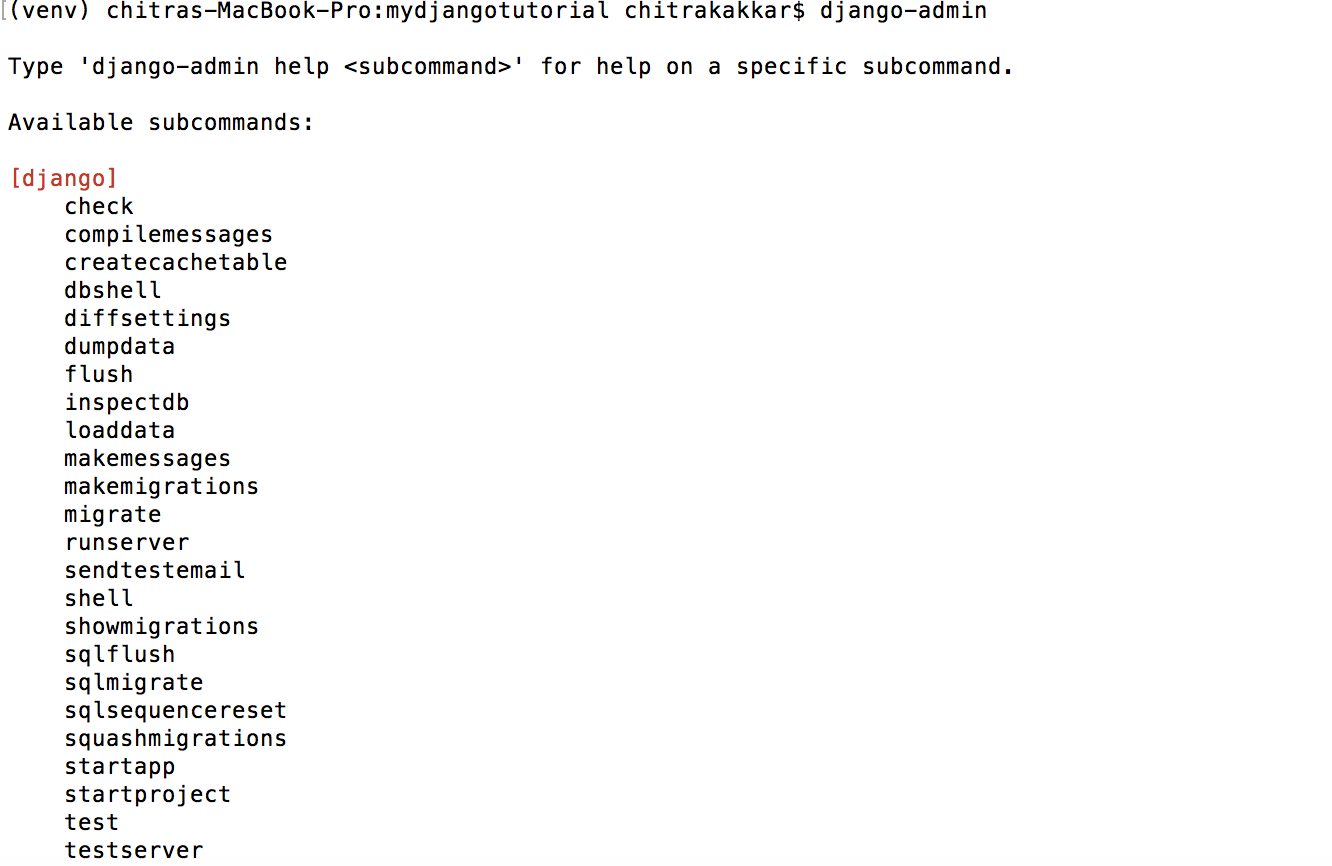 [(venv) chitras-MacBook-Pro:mydjangotutorial chitrakakkar$ django-admin
Type 'django-admin help <subcommand>' for help on a specific subcommand.
Available subcommands:
[django]
check
compilemessages
createcachetable
dbshell
diffsettings
dumpdata
flush
inspectdb
loaddata
makemessages
makemigrations
migrate
runserver
sendtestemail
shell
showmigrations
sqlflush
sqlmigrate
sqlsequencereset
squashmigrations
startapp
startproject
test
testserver